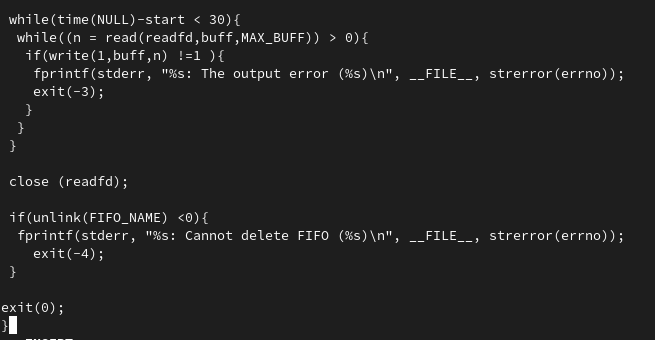 while(time(NULL)-start < 30){
while((n = read(readfd,buff,MAX_BUFF)) > 0){
if(write(1,buff,n) !=1 ){
fprintf(stderr, "%s: The output error (%s)\n", __FILE__, strerror(errno));
exit(-3);
}
}
}
close (readfd);
if(unlink(FIFO_NAME) <0){
fprintf(stderr, "%s: Cannot delete FIFO (%s)\n", __FILE__, strerror(errno));
exit(-4);
}
exit(0);
}